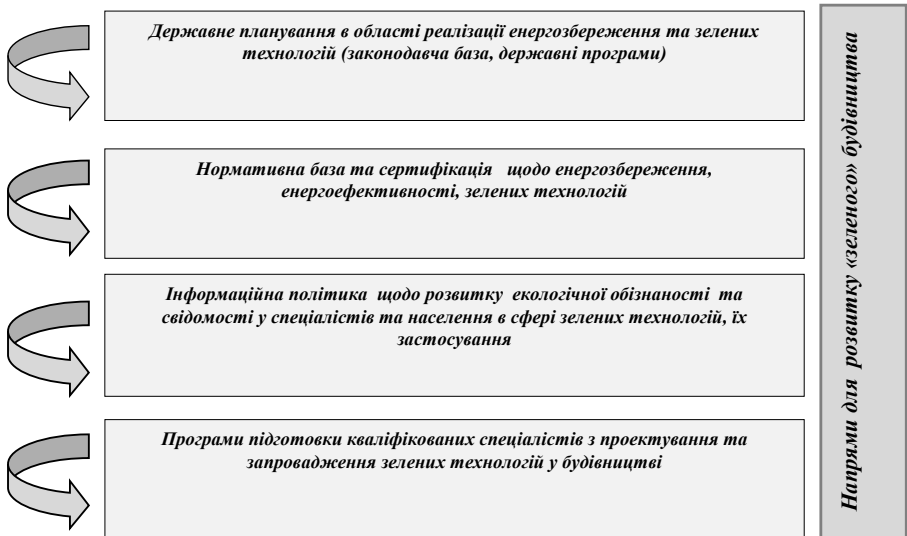 Державне планування в області реалізації енергозбереження та зелених
технологій (законодавча база, державні програми)
Нормативна база та сертифікація щодо енергозбереження,
енергоефективності, зелених технологій
Інформаційна політика щодо розвитку екологічної обізнаності та
свідомості у спеціалістів та населення в сфері зелених технологій, їх
застосування
Програми підготовки кваліфікованих спеціалістів з проектування та
запровадження зелених технологій у будівництві
Напрями для розвитку «зеленого» будівництва